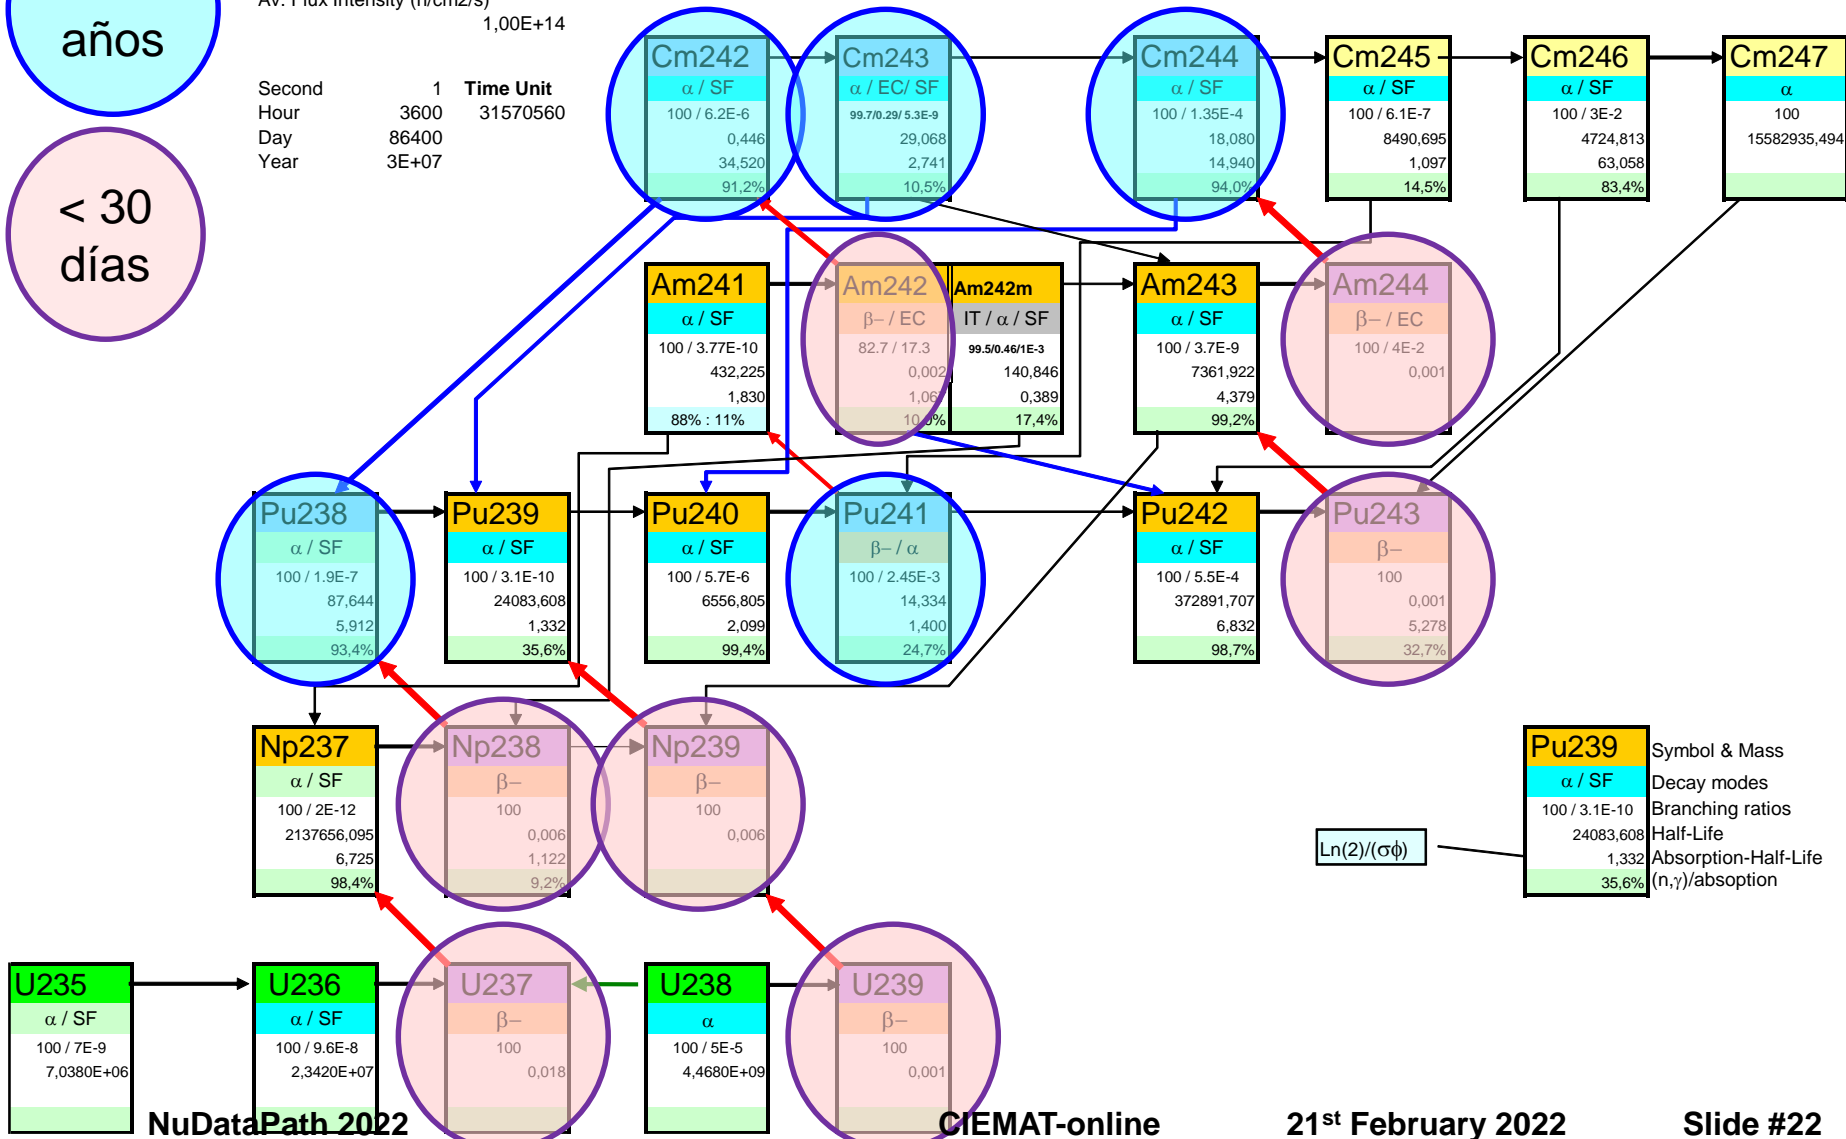 años
Av. Flux Intensity (n/cm2/s)
1,00E+14
Second 1 Time Unit
Hour 3600 31570560
Day 86400
Year 3E+07
< 30
días
Cm242
α / SF
100 / 6.2E-6
0,446
34,520
91,2%
Cm243
α / EC/ SF
99.7/0.29/ 5.3E-9
29,068
2,741
10,5%
Cm244
α / SF
100 / 1.35E-4
18,080
14,940
94,0%
Cm245
α / SF
100 / 6.1E-7
8490,695
1,097
14,5%
Cm246
α / SF
100 / 3E-2
4724,813
63,058
83,4%
Cm247
α
100
15582935,494
Am241
α / SF
100 / 3.77E-10
432,225
1,830
88% : 11%
Am242
β− / EC
82.7 / 17.3
0,002
Am242m
IT / α / SF
99.5/0.46/1E-3
140,846
0,389
17,4%
Am243
α / SF
100 / 3.7E-9
7361,922
4,379
99,2%
Am244
β− / EC
100 / 4E-2
0,001
Pu238
α / SF
100 / 1.9E-7
87,644
5,912
93,4%
Pu239
α / SF
100 / 3.1E-10
24083,608
1,332
35,6%
Pu240
α / SF
100 / 5.7E-6
6556,805
2,099
99,4%
Pu241
β− / α
100 / 2.45E-3
14,334
1,400
24,7%
Pu242
α / SF
100 / 5.5E-4
372891,707
6,832
98,7%
Pu243
β−
100
0,001
5,278
32,7%
Np237
α / SF
100 / 2E-12
2137656,095
6,725
98,4%
Np238
β−
100
0,006
1,122
9,2%
Np239
β−
100
0,006
Ln(2)/(σϕ)
Pu239 Symbol & Mass
α / SF Decay modes
100 / 3.1E-10 Branching ratios
24083,608 Half-Life
1,332 Absorption-Half-Life
35,6% (n,γ)/absoption
U235
α / SF
100 / 7E-9
7,0380E+06
U236
α / SF
100 / 9.6E-8
2,3420E+07
U237
β−
100
0,018
U238
α
100 / 5E-5
4,4680E+09
U239
β−
100
0,001
NuDataPath 2022 CIEMAT-online 21st February 2022 Slide #22